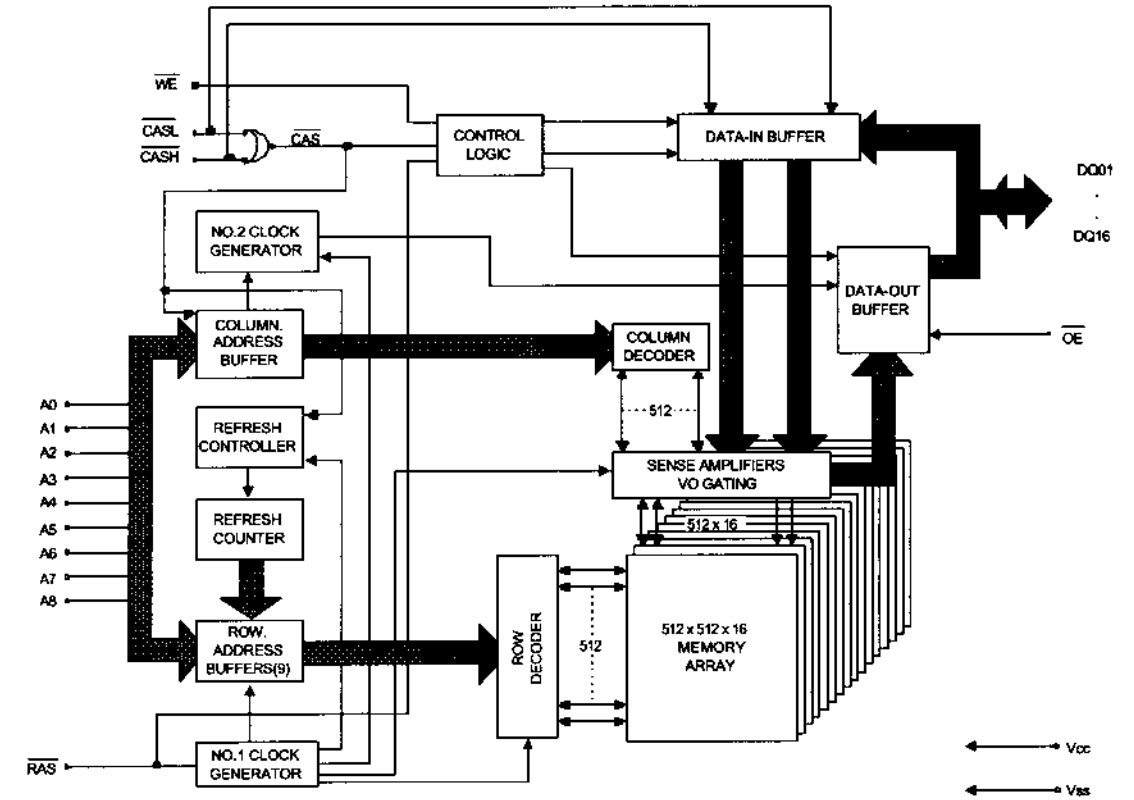 WE
CASL
CASH
CAS
CONTROL
LOGIC
DATA-IN BUFFER
DQ01
.
.
DQ16
NO.2 CLOCK
GENERATOR
DATA-OUT
BUFFER
OE
COLUMN.
ADDRESS
BUFFER
COLUMN
DECODER
A0
A1
A2
A3
A4
A5
A6
A7
A8
512
REFRESH
CONTROLLER
SENSE AMPLIFIERS
I/O GATING
REFRESH
COUNTER
512 x 16
ROW.
ADDRESS
BUFFERS(9)
ROW
DECODER
512
512 x 512 x 16
MEMORY
ARRAY
RAS
NO.1 CLOCK
GENERATOR
Vcc
Vss